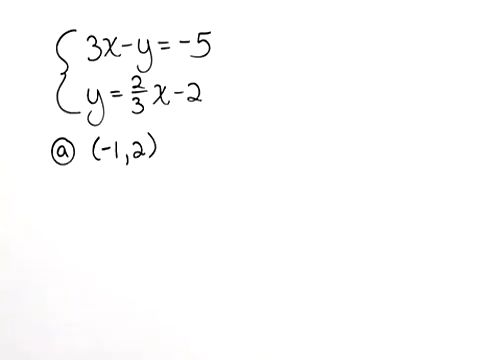 3x-y=-5
y=2/3 x-2
ⓐ (-1,2)